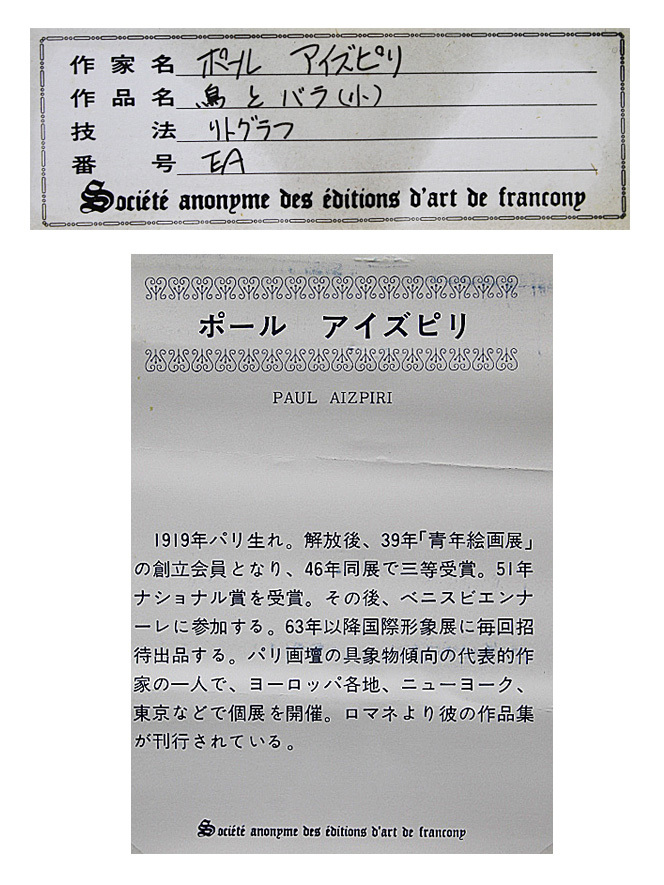 作家名 ポール アイズピリ
作品名 鳥とバラ(小)
技法 リトグラフ
番号 EA
Société anonyme des éditions d'art de francony
ポール アイズピリ
PAUL AIZPIRI
1919年パリ生れ。解放後、39年「青年絵画展」
の創立会員となり、46年同展で三等受賞。51年
ナショナル賞を受賞。その後、ベニスビエンナ
ーレに参加する。63年以降国際形象展に毎回招
待出品する。パリ画壇の具象物傾向の代表的作
家の一人で、ヨーロッパ各地、ニューヨーク、
東京などで個展を開催。ロマネより彼の作品集
が刊行されている。
Société anonyme des éditions d'art de francony